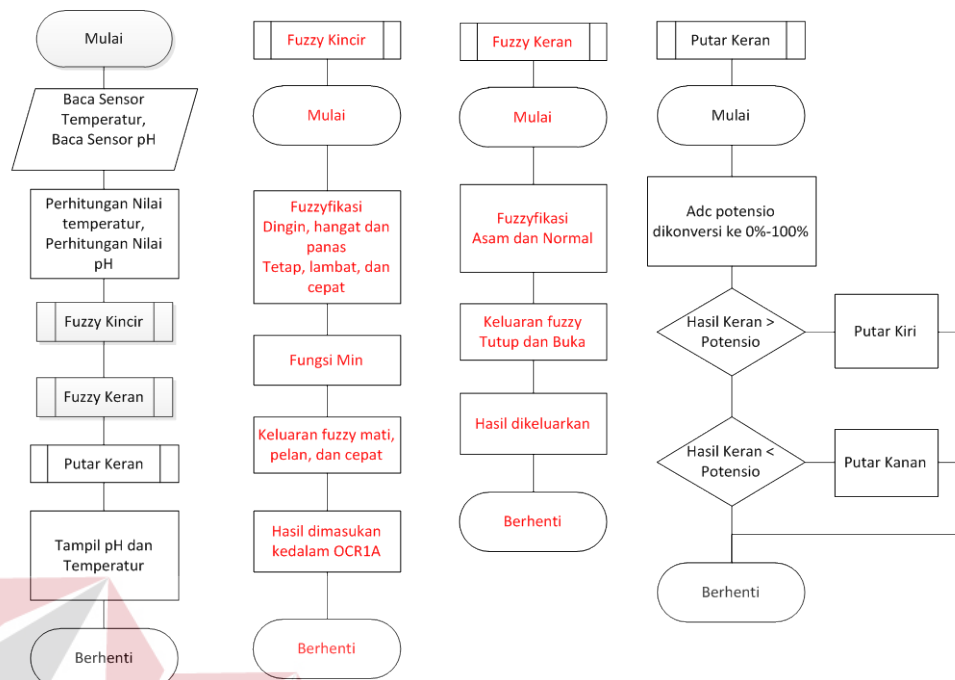 Mulai
Baca Sensor
Temperatur,
Baca Sensor pH
Perhitungan Nilai
temperatur,
Perhitungan Nilai
pH
Fuzzy Kincir
Fuzzy Keran
Putar Keran
Tampil pH dan
Temperatur
Berhenti
Fuzzy Kincir
Mulai
Fuzzyfikasi
Dingin, hangat dan
panas
Tetap, lambat, dan
cepat
Fungsi Min
Keluaran fuzzy mati,
pelan, dan cepat
Hasil dimasukan
kedalam OCR1A
Berhenti
Fuzzy Keran
Mulai
Fuzzyfikasi
Asam dan Normal
Keluaran fuzzy
Tutup dan Buka
Hasil dikeluarkan
Berhenti
Putar Keran
Mulai
Adc potensio
dikonversi ke 0%-100%
Hasil Keran >
Potensio
Putar Kiri
Hasil Keran <
Potensio
Putar Kanan
Berhenti